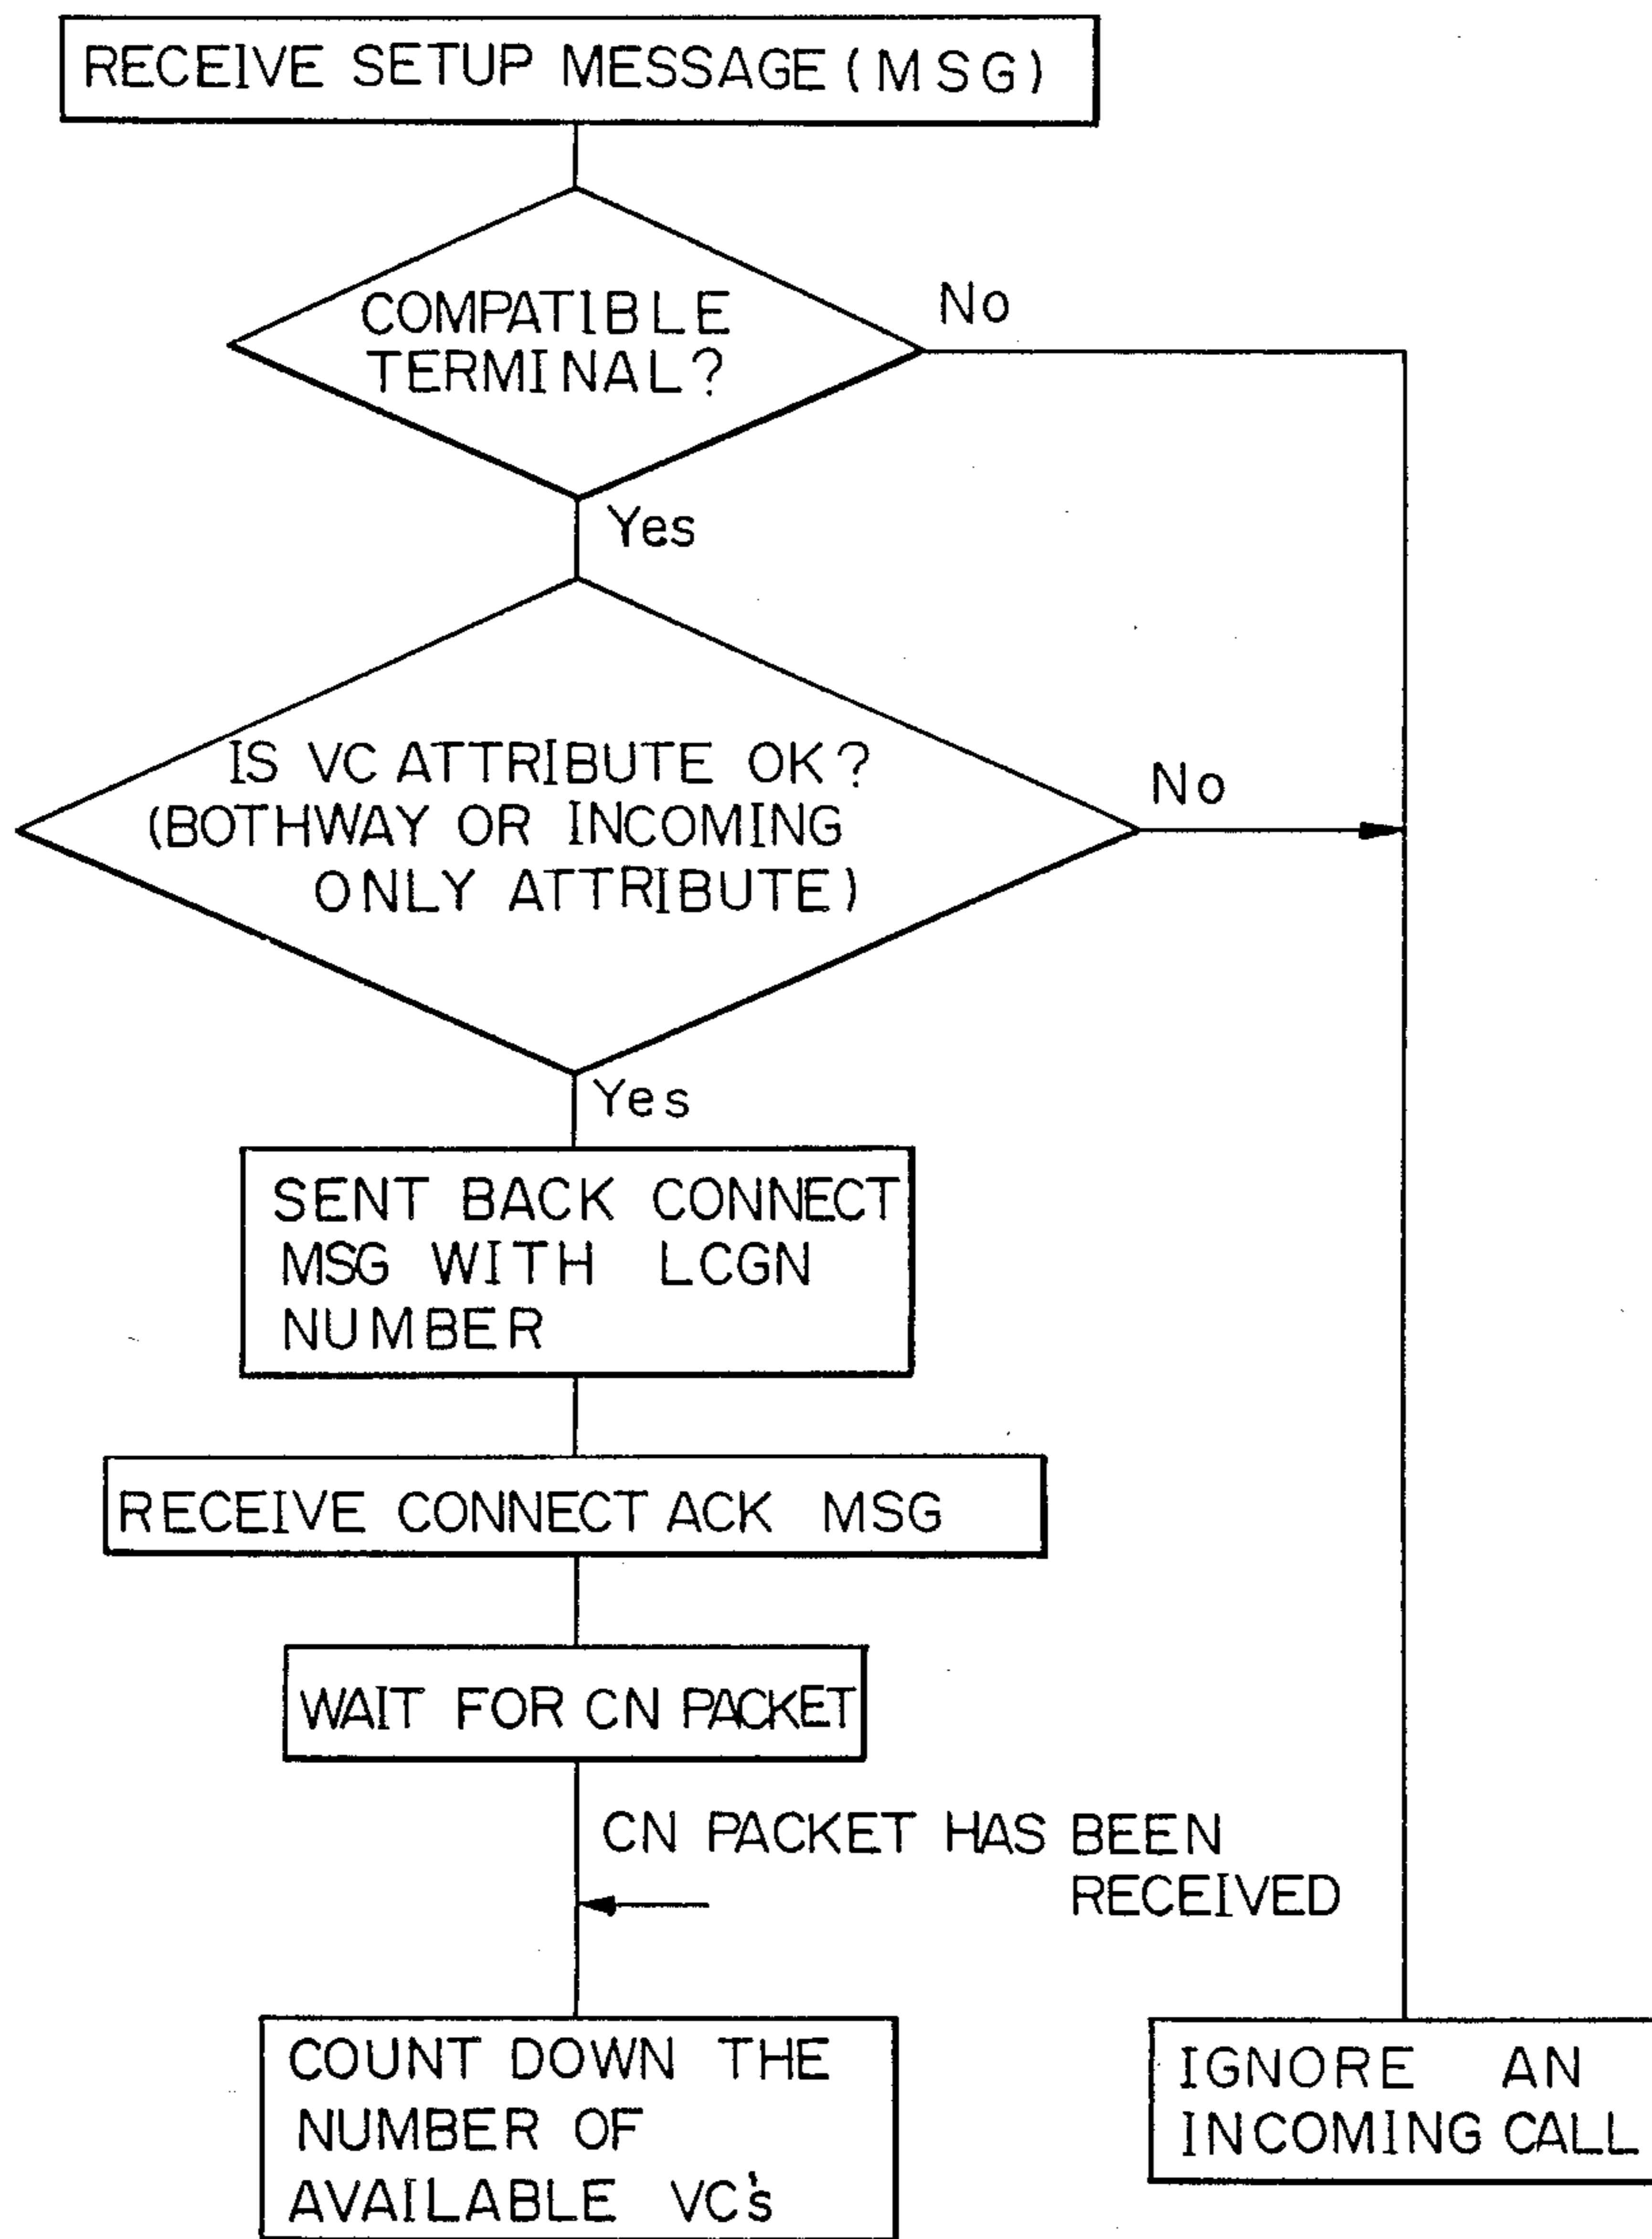 RECEIVE SETUP MESSAGE (MSG)
COMPATIBLE
TERMINAL?
No
Yes
IS VC ATTRIBUTE OK?
(BOTHWAY OR INCOMING
ONLY ATTRIBUTE)
No
Yes
SENT BACK CONNECT
MSG WITH LCGN
NUMBER
RECEIVE CONNECT ACK MSG
WAIT FOR CN PACKET
CN PACKET HAS BEEN
RECEIVED
COUNT DOWN THE
NUMBER OF
AVAILABLE VC's
IGNORE AN
INCOMING CALL